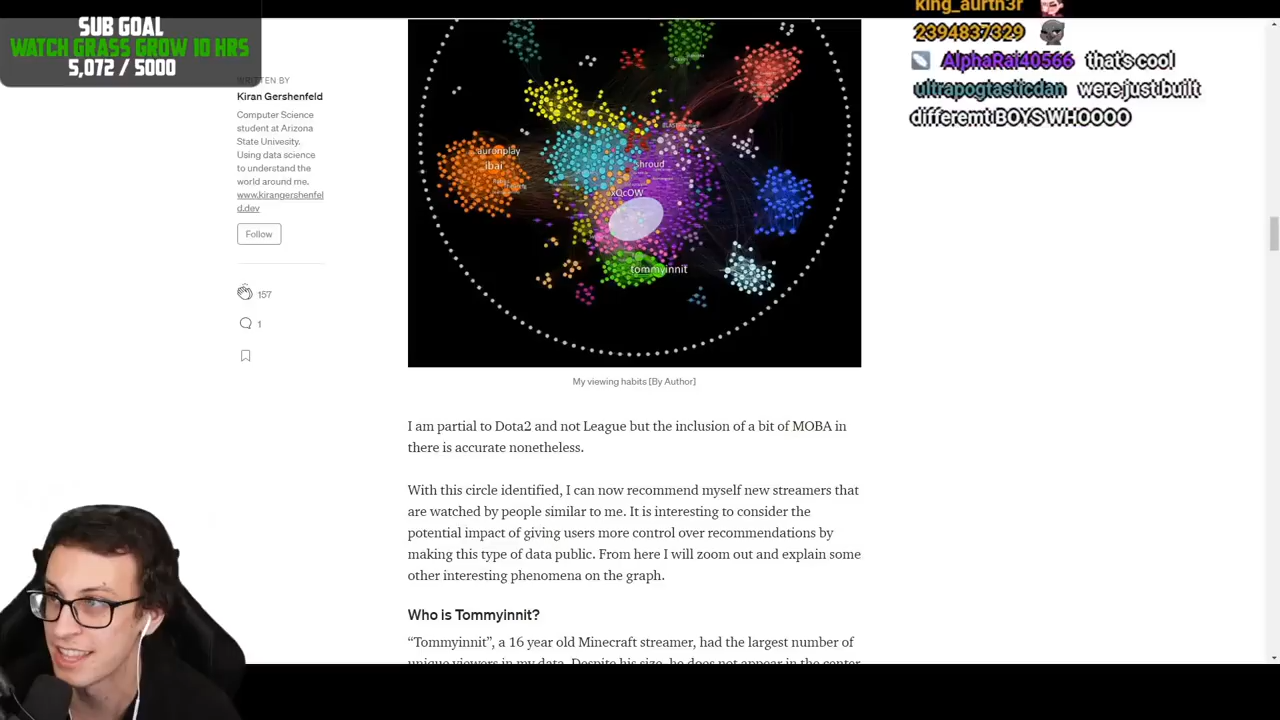 SUB GOAL
WATCH GRASS GROW 10 HRS
5,072 / 5000
WRITTEN BY
Kiran Gershenfeld
Computer Science
student at Arizona
State Univesity.
Using data science
to understand the
world around me.
www.kirangershenfel
d.dev
Follow
157
1
auronplay
ibai
shroud
xQcOW
tommyinnit
My viewing habits [By Author]
I am partial to Dota2 and not League but the inclusion of a bit of MOBA in
there is accurate nonetheless.
With this circle identified, I can now recommend myself new streamers that
are watched by people similar to me. It is interesting to consider the
potential impact of giving users more control over recommendations by
making this type of data public. From here I will zoom out and explain some
other interesting phenomena on the graph.
Who is Tommyinnit?
“Tommyinnit”, a 16 year old Minecraft streamer, had the largest number of
unique viewers in my data. Despite his size, he does not appear in the center
king_aurth3r
2394837329
AlphaRai40566 that's cool
ultrapogtasticdan were just built
differemt BOYS WHOOOO